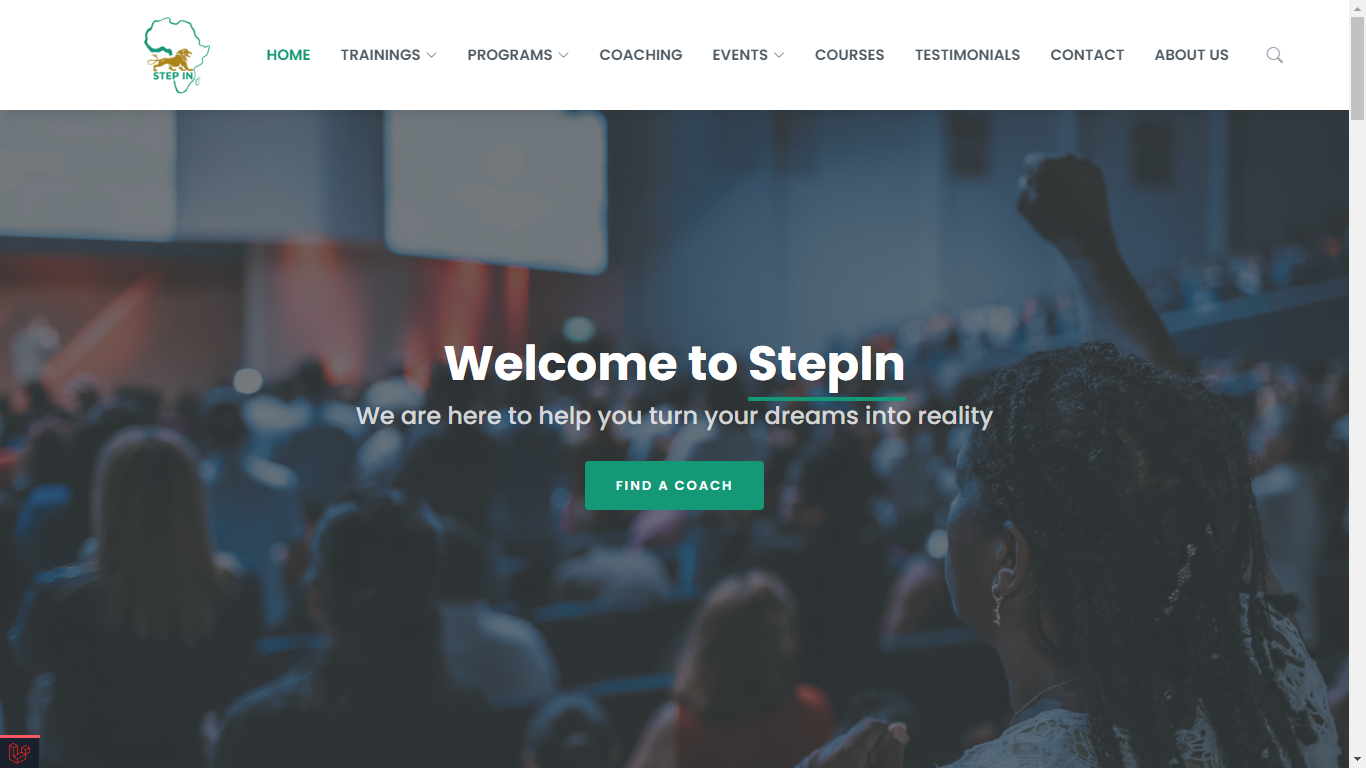 STEP IN
HOME TRAININGS PROGRAMS COACHING EVENTS COURSES TESTIMONIALS CONTACT ABOUT US
Welcome to StepIn
We are here to help you turn your dreams into reality
FIND A COACH